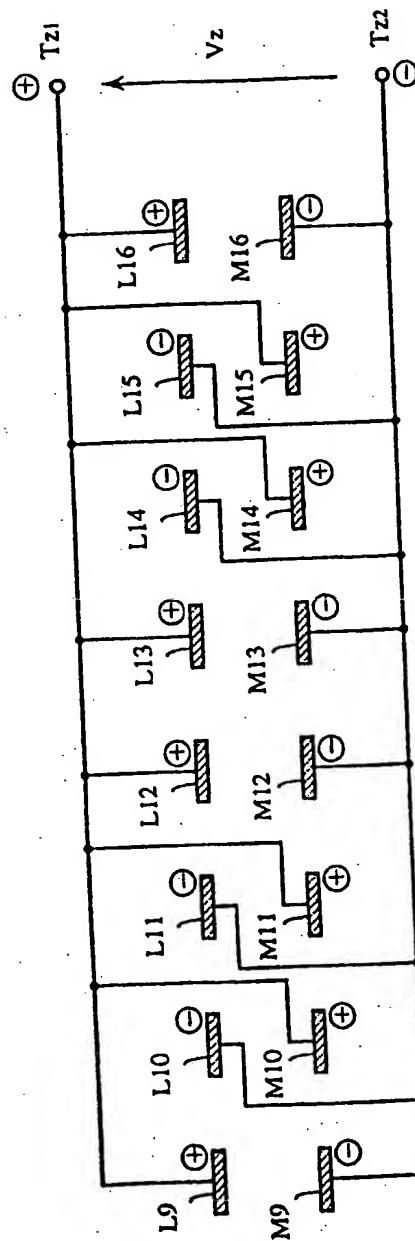 ⊕ TZ1
VZ
TZ2 ⊖
L16 ⊕
M16 ⊖
L15 ⊖
M15 ⊕
L14 ⊖
M14 ⊕
L13 ⊕
M13 ⊖
L12 ⊕
M12 ⊖
L11 ⊖
M11 ⊕
L10 ⊖
M10 ⊕
L9 ⊕
M9 ⊖